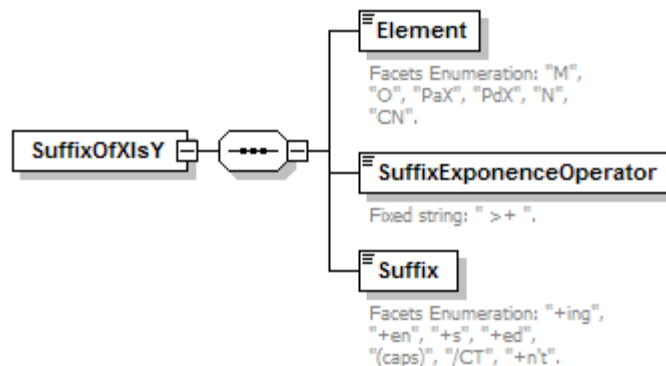 Element
Facets Enumeration: "M",
"O", "PaX", "PdX", "N",
"CN".
SuffixOfXIsY
SuffixExponenceOperator
Fixed string: " >+ ".
Suffix
Facets Enumeration: "+ing",
"+en", "+s", "+ed",
"(caps)", "/CT", "+n't".